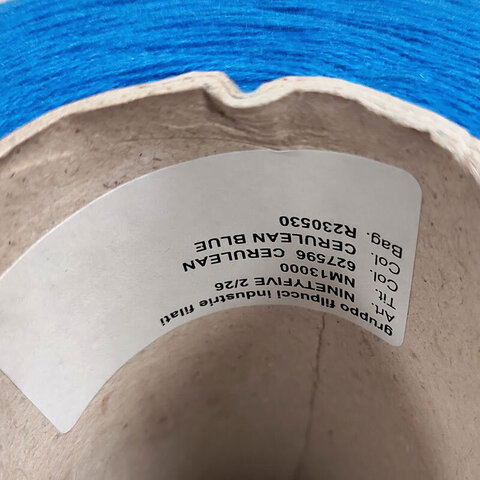 gruppo filpucci industrie filati
Art. NINETYFIVE 2/26
Tit. NM13000
Col. 627596 CERULEAN
Col. CERULEAN BLUE
Bag. R230530